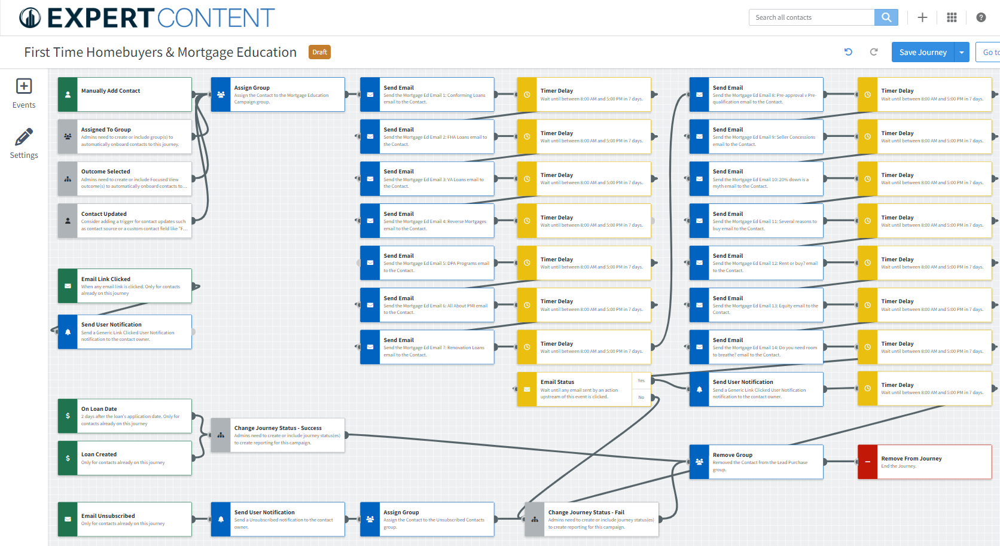 EXPERTCONTENT
Search all contacts
First Time Homebuyers & Mortgage Education
Draft
Save Journey
Go to
Events
Settings
Manually Add Contact
Assigned To Group
Admins need to create or include group(s) to
automatically onboard contacts to this journey.
Outcome Selected
Admins need to create or include Focused View
outcome(s) to automatically onboard contacts to...
Contact Updated
Consider adding a trigger for contact updates such
as contact source or a custom contact field like "F...
Email Link Clicked
When any email link is clicked. Only for contacts
already on this journey
Send User Notification
Send a Generic Link Clicked User Notification
notification to the contact owner.
On Loan Date
2 days after the loan's application date. Only for
contacts already on this journey
Loan Created
Only for contacts already on this journey
Email Unsubscribed
Only for contacts already on this journey
Assign Group
Assign the Contact to the Mortgage Education
Campaign group.
Change Journey Status - Success
Admins need to create or include journey status(es)
to create reporting for this campaign.
Send User Notification
Send a Unsubscribed notification to the contact
owner.
Send Email
Send the Mortgage Ed Email 1: Conforming Loans
email to the Contact.
Send Email
Send the Mortgage Ed Email 2: FHA Loans email to
the Contact.
Send Email
Send the Mortgage Ed Email 3: VA Loans email to
the Contact.
Send Email
Send the Mortgage Ed Email 4: Reverse Mortgages
email to the Contact.
Send Email
Send the Mortgage Ed Email 5: DPA Programs email
to the Contact.
Send Email
Send the Mortgage Ed Email 6: All About PMI email
to the Contact.
Send Email
Send the Mortgage Ed Email 7: Renovation Loans
email to the Contact.
Assign Group
Assign the Contact to the Unsubscribed Contacts
group.
Timer Delay
Wait until between 8:00 AM and 5:00 PM in 7 days.
Timer Delay
Wait until between 8:00 AM and 5:00 PM in 7 days.
Timer Delay
Wait until between 8:00 AM and 5:00 PM in 7 days.
Timer Delay
Wait until between 8:00 AM and 5:00 PM in 7 days.
Timer Delay
Wait until between 8:00 AM and 5:00 PM in 7 days.
Timer Delay
Wait until between 8:00 AM and 5:00 PM in 7 days.
Timer Delay
Wait until between 8:00 AM and 5:00 PM in 7 days.
Email Status
Wait until any email sent by an action
upstream of this event is clicked.
Yes
No
Change Journey Status - Fail
Admins need to create or include journey status(es)
to create reporting for this campaign.
Send Email
Send the Mortgage Ed Email 8: Pre-approval v Pre-
qualification email to the Contact.
Send Email
Send the Mortgage Ed Email 9: Seller Concessions
email to the Contact.
Send Email
Send the Mortgage Ed Email 10: 20% down is a
myth email to the Contact.
Send Email
Send the Mortgage Ed Email 11: Several reasons to
buy email to the Contact.
Send Email
Send the Mortgage Ed Email 12: Rent or buy? email
to the Contact.
Send Email
Send the Mortgage Ed Email 13: Equity email to the
Contact.
Send Email
Send the Mortgage Ed Email 14: Do you need room
to breathe? email to the Contact.
Send User Notification
Send a Generic Link Clicked User Notification
notification to the contact owner.
Remove Group
Removed the Contact from the Lead Purchase
group.
Timer Delay
Wait until between 8:00 AM and 5:00 PM in 7 days.
Timer Delay
Wait until between 8:00 AM and 5:00 PM in 7 days.
Timer Delay
Wait until between 8:00 AM and 5:00 PM in 7 days.
Timer Delay
Wait until between 8:00 AM and 5:00 PM in 7 days.
Timer Delay
Wait until between 8:00 AM and 5:00 PM in 7 days.
Timer Delay
Wait until between 8:00 AM and 5:00 PM in 7 days.
Timer Delay
Wait until between 8:00 AM and 5:00 PM in 7 days.
Timer Delay
Wait until between 8:00 AM and 5:00 PM in 7 days.
Remove From Journey
End the Journey.